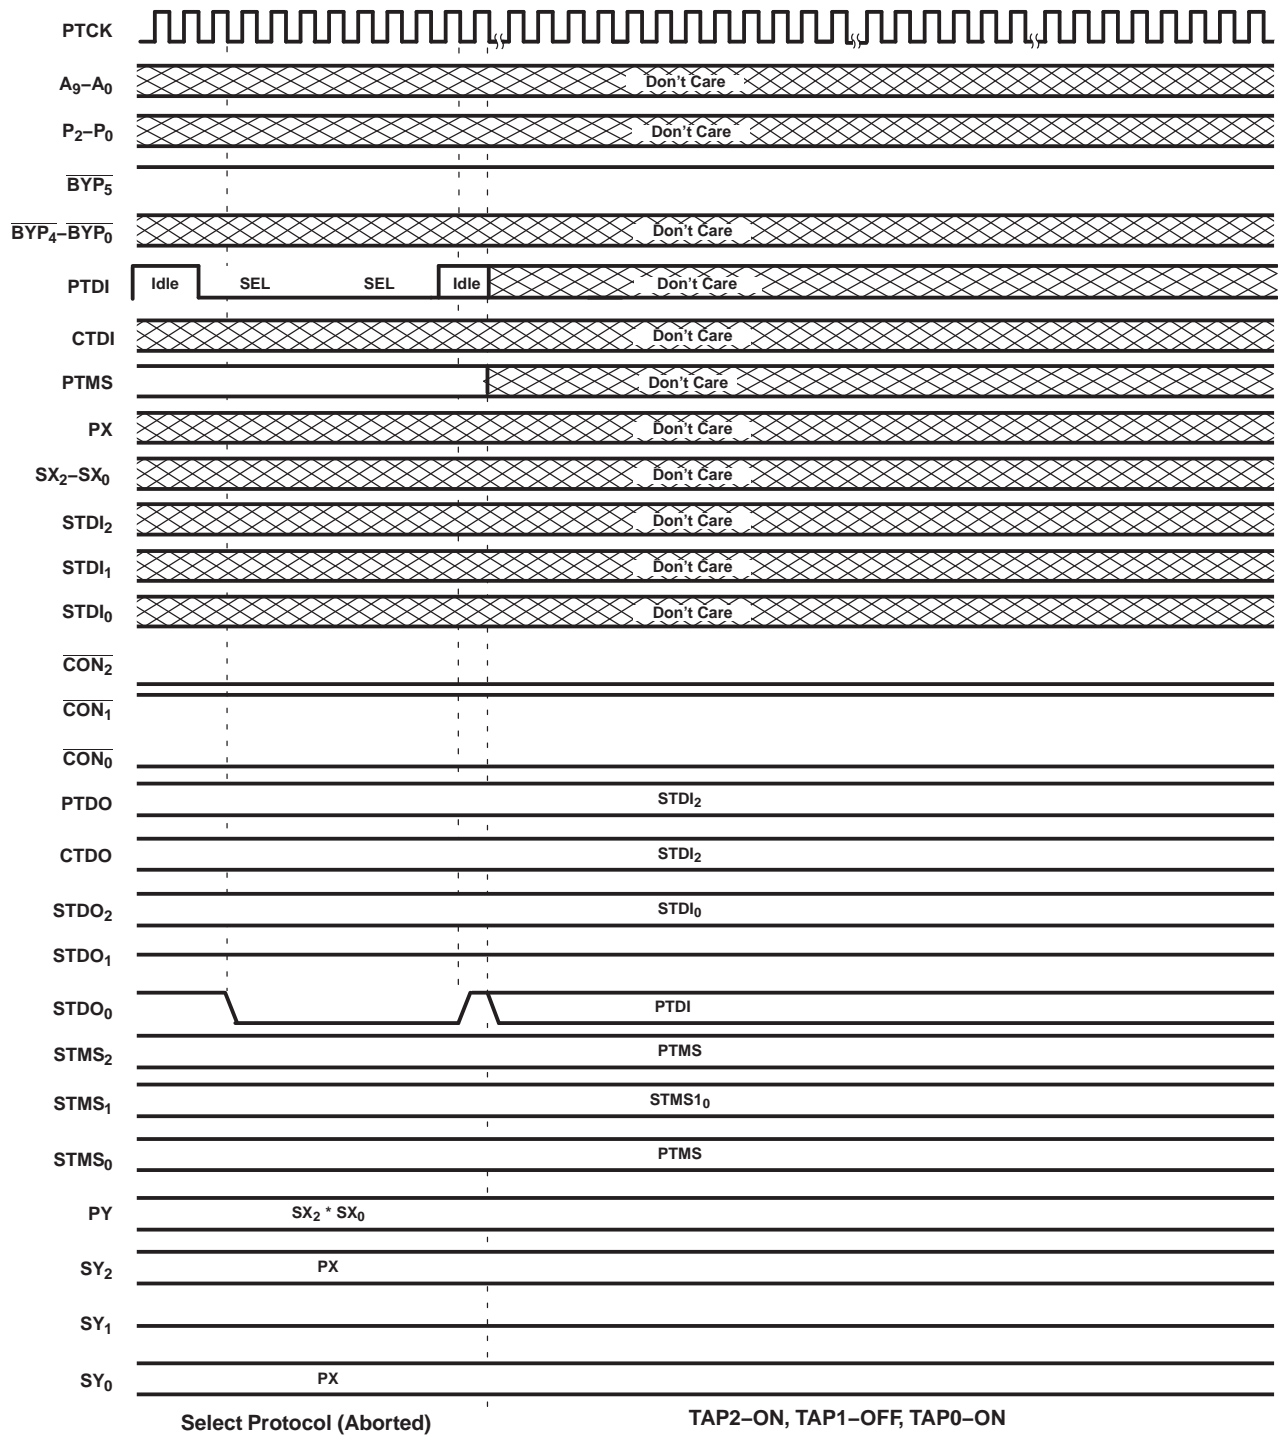 PTCK
A9–A0 Don't Care
P2–P0 Don't Care
BYP5
BYP4–BYP0 Don't Care
PTDI Idle SEL SEL Idle Don't Care
CTDI Don't Care
PTMS Don't Care
PX Don't Care
SX2–SX0 Don't Care
STDI2 Don't Care
STDI1 Don't Care
STDI0 Don't Care
CON2
CON1
CON0
PTDO STDI2
CTDO STDI2
STDO2 STDI0
STDO1
STDO0 PTDI
STMS2 PTMS
STMS1 STMS10
STMS0 PTMS
PY SX2 * SX0
SY2 PX
SY1
SY0 PX
Select Protocol (Aborted) TAP2–ON, TAP1–OFF, TAP0–ON